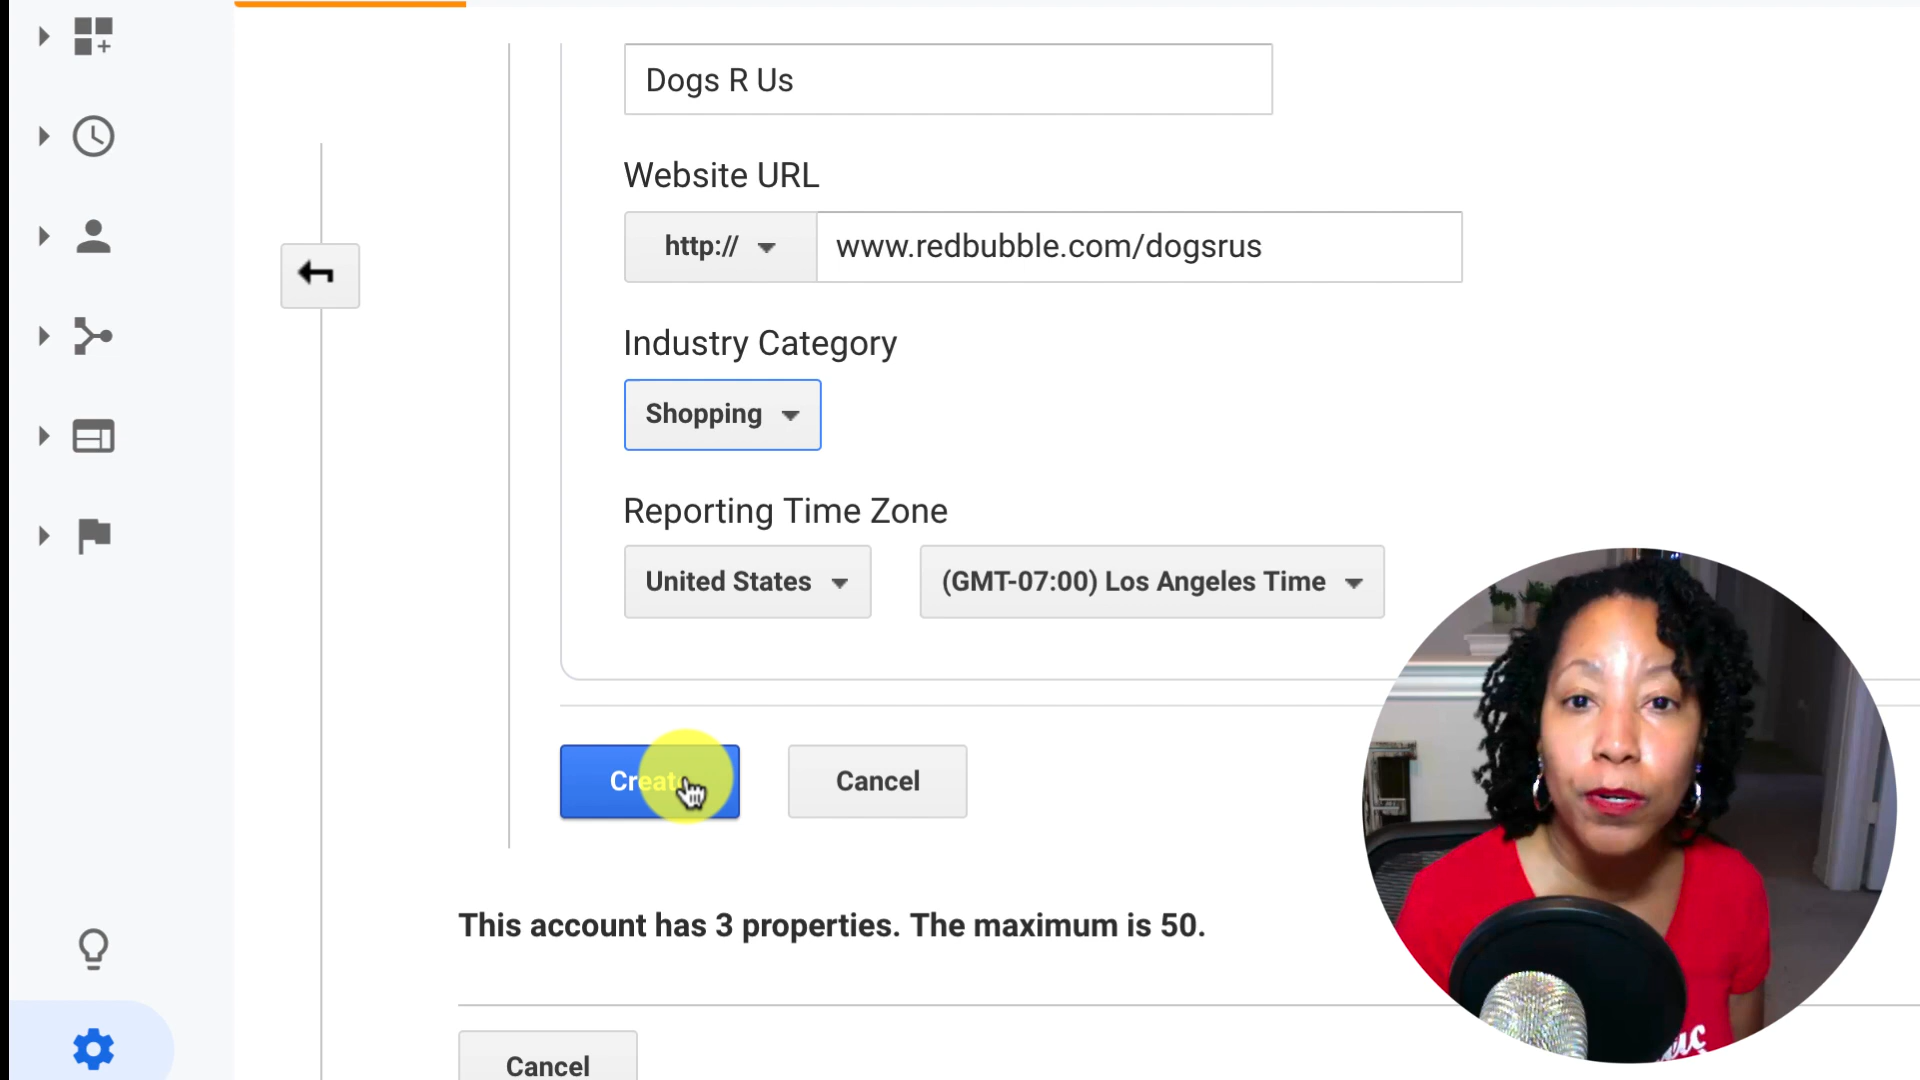 Dogs R Us
Website URL
http:// www.redbubble.com/dogsrus
Industry Category
Shopping
Reporting Time Zone
United States (GMT-07:00) Los Angeles Time
Create Cancel
This account has 3 properties. The maximum is 50.
Cancel